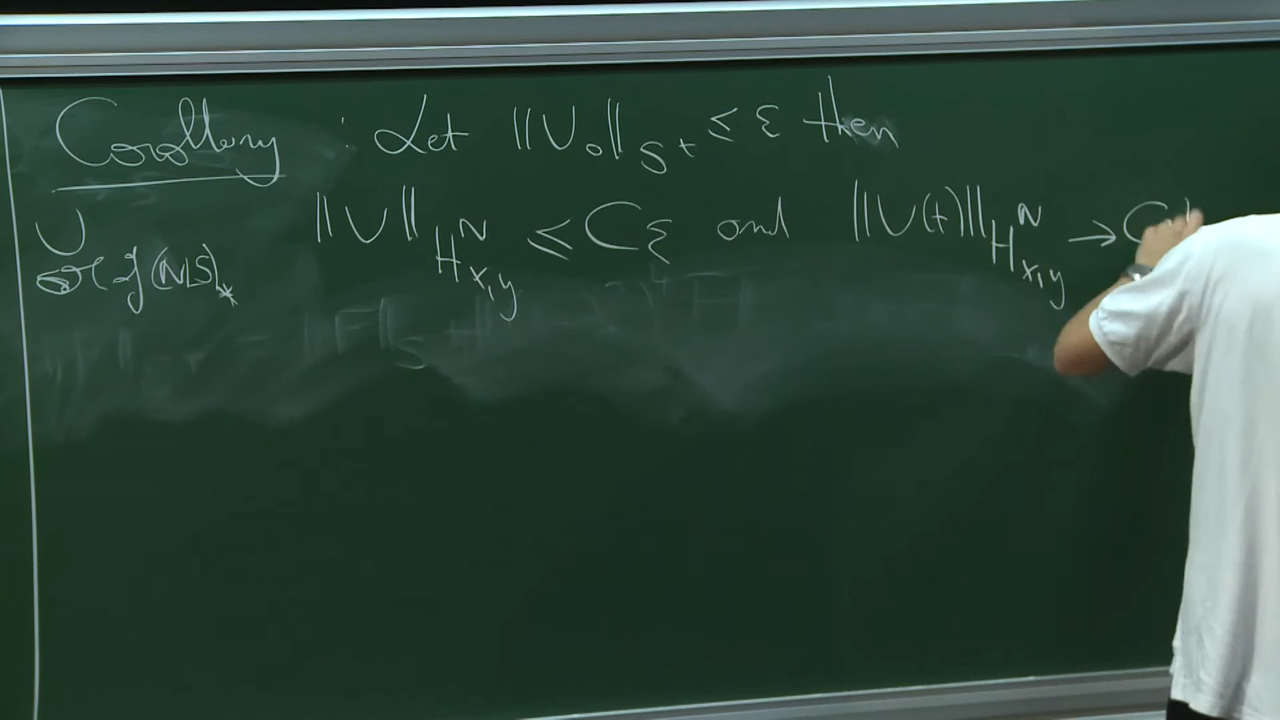 Corollary : Let ||U₀||_{S⁺} ≤ ε then
||U||_{H^N_{x,y}} ≤ Cε and ||U(t)||_{H^N_{x,y}} → C
U sol of (NLS)_*